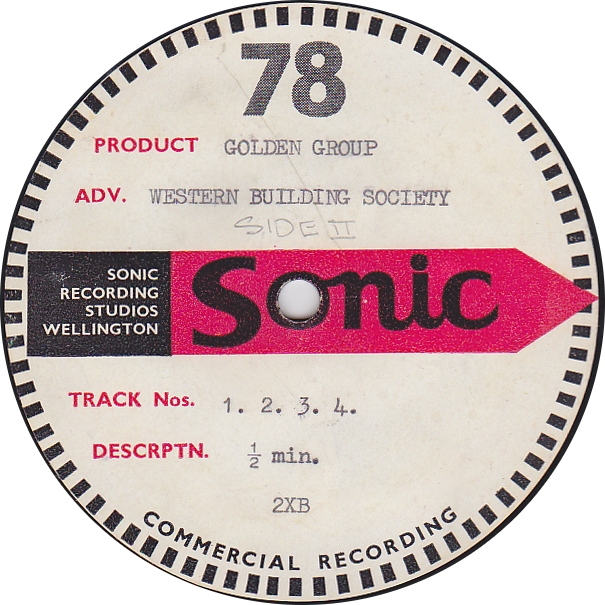 78
PRODUCT GOLDEN GROUP
ADV. WESTERN BUILDING SOCIETY
SIDE II
SONIC
RECORDING
STUDIOS
WELLINGTON
Sonic
TRACK Nos. 1. 2. 3. 4.
DESCRPTN. ½ min.
2XB
COMMERCIAL RECORDING